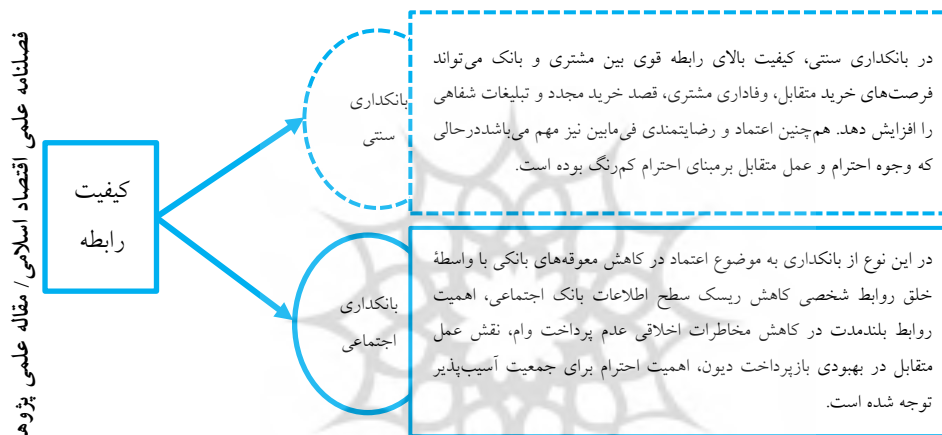 فصلنامه علمی اقتصاد اسلامی/ مقاله علمی
کیفیت
رابطه
بانکداری
سنتی
در بانکداری سنتی، کیفیت بالای رابطه قوی بین مشتری و بانک می‌تواند
فرصت‌های خرید متقابل، وفاداری مشتری، قصد خرید مجدد و تبلیغات شفاهی
را افزایش دهد. هم‌چنین اعتماد و رضایتمندی فی‌مابین نیز مهم می‌باشددرحالی
که وجوه احترام و عمل متقابل برمبنای احترام کم‌رنگ بوده است.
بانکداری
اجتماعی
در این نوع از بانکداری به موضوع اعتماد در کاهش معوقه‌های بانکی با واسطهٔ
خلق روابط شخصی کاهش ریسک سطح اطلاعات بانک اجتماعی، اهمیت
روابط بلندمدت در کاهش مخاطرات اخلاقی عدم پرداخت وام، نقش عمل
متقابل در بهبودی بازپرداخت دیون، اهمیت احترام برای جمعیت آسیب‌پذیر
توجه شده است.